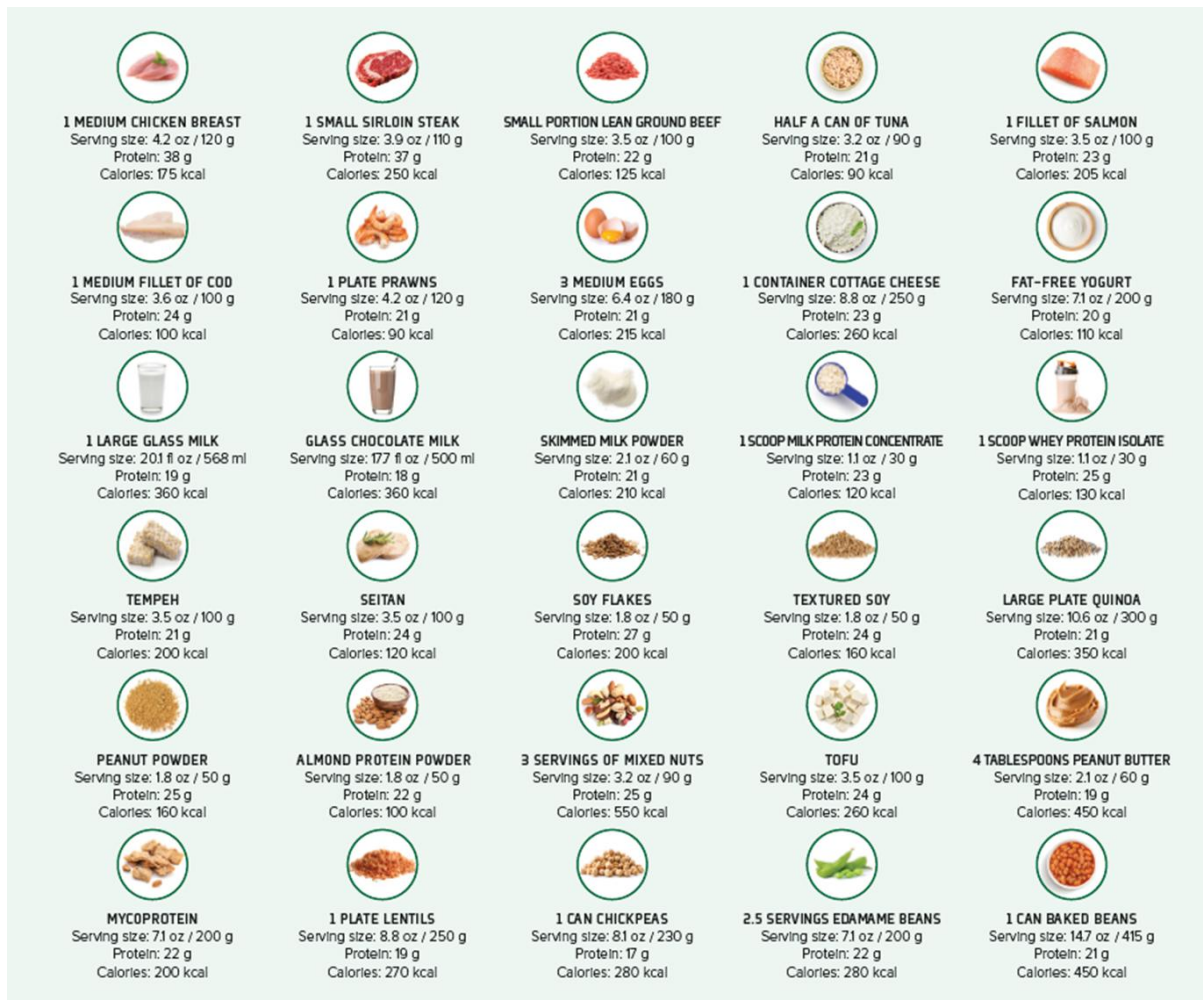 1 MEDIUM CHICKEN BREAST
Serving size: 4.2 oz / 120 g
Protein: 38 g
Calories: 175 kcal
1 SMALL SIRLOIN STEAK
Serving size: 3.9 oz / 110 g
Protein: 37 g
Calories: 250 kcal
SMALL PORTION LEAN GROUND BEEF
Serving size: 3.5 oz / 100 g
Protein: 22 g
Calories: 125 kcal
HALF A CAN OF TUNA
Serving size: 3.2 oz / 90 g
Protein: 21 g
Calories: 90 kcal
1 FILLET OF SALMON
Serving size: 3.5 oz / 100 g
Protein: 23 g
Calories: 205 kcal
1 MEDIUM FILLET OF COD
Serving size: 3.6 oz / 100 g
Protein: 24 g
Calories: 100 kcal
1 PLATE PRAWNS
Serving size: 4.2 oz / 120 g
Protein: 21 g
Calories: 90 kcal
3 MEDIUM EGGS
Serving size: 6.4 oz / 180 g
Protein: 21 g
Calories: 215 kcal
1 CONTAINER COTTAGE CHEESE
Serving size: 8.8 oz / 250 g
Protein: 23 g
Calories: 260 kcal
FAT-FREE YOGURT
Serving size: 7.1 oz / 200 g
Protein: 20 g
Calories: 110 kcal
1 LARGE GLASS MILK
Serving size: 20.1 fl oz / 568 ml
Protein: 19 g
Calories: 360 kcal
GLASS CHOCOLATE MILK
Serving size: 17.7 fl oz / 500 ml
Protein: 18 g
Calories: 360 kcal
SKIMMED MILK POWDER
Serving size: 2.1 oz / 60 g
Protein: 21 g
Calories: 210 kcal
1 SCOOP MILK PROTEIN CONCENTRATE
Serving size: 1.1 oz / 30 g
Protein: 23 g
Calories: 120 kcal
1 SCOOP WHEY PROTEIN ISOLATE
Serving size: 1.1 oz / 30 g
Protein: 25 g
Calories: 130 kcal
TEMPEH
Serving size: 3.5 oz / 100 g
Protein: 21 g
Calories: 200 kcal
SEITAN
Serving size: 3.5 oz / 100 g
Protein: 24 g
Calories: 120 kcal
SOY FLAKES
Serving size: 1.8 oz / 50 g
Protein: 27 g
Calories: 200 kcal
TEXTURED SOY
Serving size: 1.8 oz / 50 g
Protein: 24 g
Calories: 160 kcal
LARGE PLATE QUINOA
Serving size: 10.6 oz / 300 g
Protein: 21 g
Calories: 350 kcal
PEANUT POWDER
Serving size: 1.8 oz / 50 g
Protein: 25 g
Calories: 160 kcal
ALMOND PROTEIN POWDER
Serving size: 1.8 oz / 50 g
Protein: 22 g
Calories: 100 kcal
3 SERVINGS OF MIXED NUTS
Serving size: 3.2 oz / 90 g
Protein: 25 g
Calories: 550 kcal
TOFU
Serving size: 3.5 oz / 100 g
Protein: 24 g
Calories: 260 kcal
4 TABLESPOONS PEANUT BUTTER
Serving size: 2.1 oz / 60 g
Protein: 19 g
Calories: 450 kcal
MYCOPROTEIN
Serving size: 7.1 oz / 200 g
Protein: 22 g
Calories: 200 kcal
1 PLATE LENTILS
Serving size: 8.8 oz / 250 g
Protein: 19 g
Calories: 270 kcal
1 CAN CHICKPEAS
Serving size: 8.1 oz / 230 g
Protein: 17 g
Calories: 280 kcal
2.5 SERVINGS EDAMAME BEANS
Serving size: 7.1 oz / 200 g
Protein: 22 g
Calories: 280 kcal
1 CAN BAKED BEANS
Serving size: 14.7 oz / 415 g
Protein: 21 g
Calories: 450 kcal